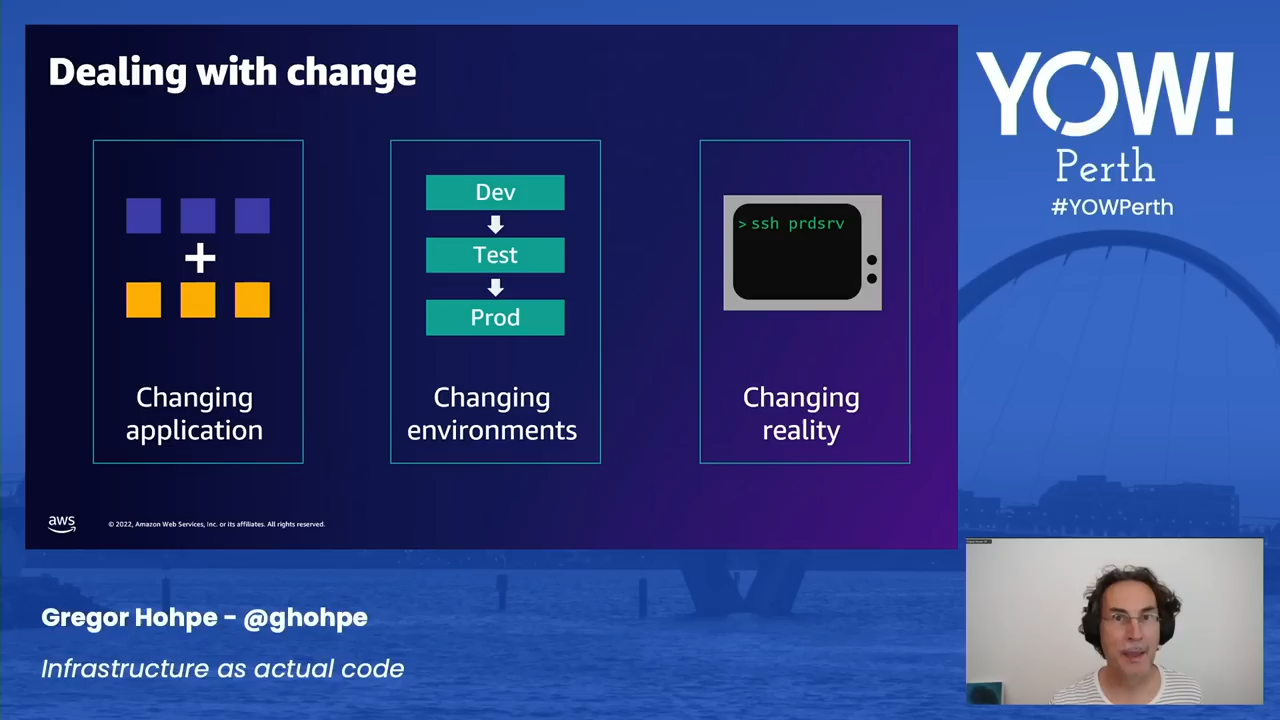 Dealing with change
+
Changing
application
Dev
Test
Prod
Changing
environments
> ssh prdsrv
Changing
reality
aws
© 2022, Amazon Web Services, Inc. or its affiliates. All rights reserved.
YOW!
Perth
#YOWPerth
Gregor Hohpe - @ghohpe
Infrastructure as actual code